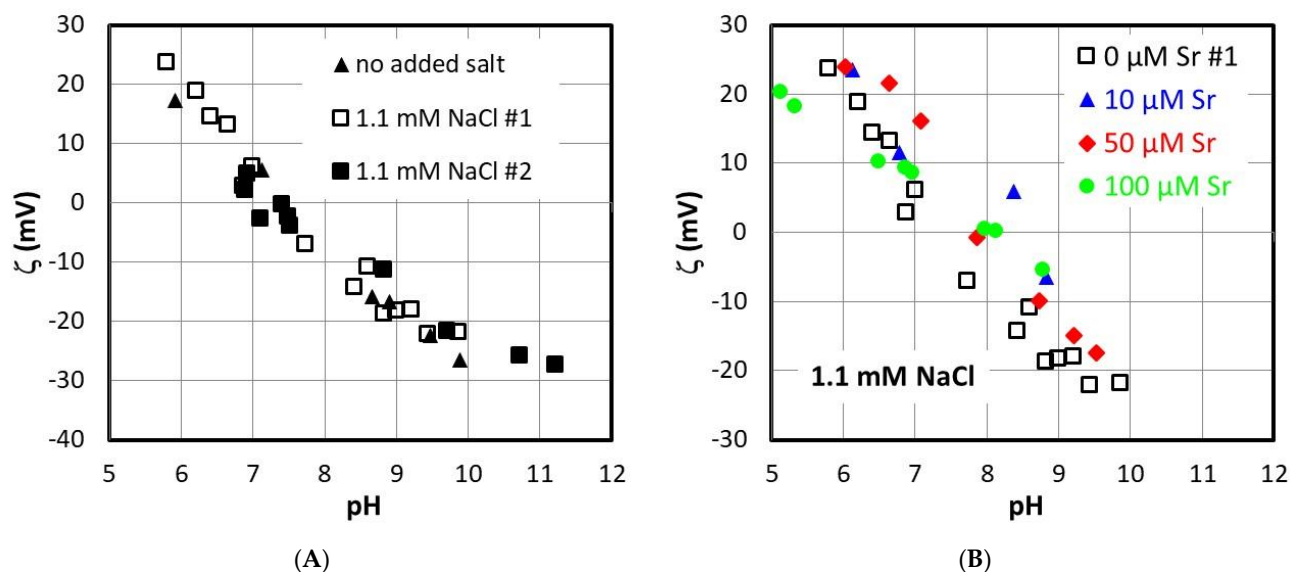 30
20
10
0
-10
-20
-30
-40
ζ (mV)
no added salt
1.1 mM NaCl #1
1.1 mM NaCl #2
5 6 7 8 9 10 11 12
pH
(A)
30
20
10
0
-10
-20
-30
ζ (mV)
0 μM Sr #1
10 μM Sr
50 μM Sr
100 μM Sr
1.1 mM NaCl
5 6 7 8 9 10 11 12
pH
(B)